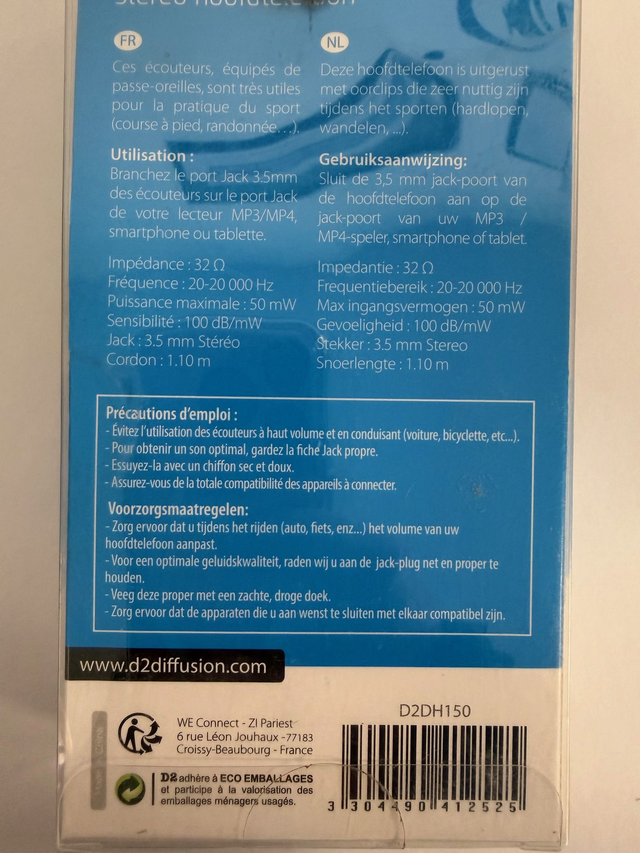 FR
Ces écouteurs, équipés de
passe-oreilles, sont très utiles
pour la pratique du sport
(course à pied, randonnée...).
Utilisation :
Branchez le port Jack 3.5mm
des écouteurs sur le port Jack
de votre lecteur MP3/MP4,
smartphone ou tablette.
Impédance : 32 Ω
Fréquence : 20-20 000 Hz
Puissance maximale : 50 mW
Sensibilité : 100 dB/mW
Jack : 3.5 mm Stéréo
Cordon : 1.10 m
NL
Deze hoofdtelefoon is uitgerust
met oorclips die zeer nuttig zijn
tijdens het sporten (hardlopen,
wandelen, ...).
Gebruiksaanwijzing:
Sluit de 3,5 mm jack-poort van
de hoofdtelefoon aan op de
jack-poort van uw MP3 /
MP4-speler, smartphone of tablet.
Impedantie : 32 Ω
Frequentiebereik : 20-20 000 Hz
Max ingangsvermogen : 50 mW
Gevoeligheid : 100 dB/mW
Stekker : 3.5 mm Stereo
Snoerlengte : 1.10 m
Précautions d'emploi :
- Évitez l'utilisation des écouteurs à haut volume et en conduisant (voiture, bicyclette, etc...).
- Pour obtenir un son optimal, gardez la fiche Jack propre.
- Essuyez-la avec un chiffon sec et doux.
- Assurez-vous de la totale compatibilité des appareils à connecter.
Voorzorgsmaatregelen:
- Zorg ervoor dat u tijdens het rijden (auto, fiets, enz...) het volume van uw
hoofdtelefoon aanpast.
- Voor een optimale geluidskwaliteit, raden wij u aan de jack-plug net en proper te
houden.
- Veeg deze proper met een zachte, droge doek.
- Zorg ervoor dat de apparaten die u aan wenst te sluiten met elkaar compatibel zijn.
www.d2diffusion.com
WE Connect - ZI Pariest
6 rue Léon Jouhaux -77183
Croissy-Beaubourg - France
D2 adhère à ECO EMBALLAGES
et participe à la valorisation des
emballages ménagers usagés.
D2DH150
3 304490 412525